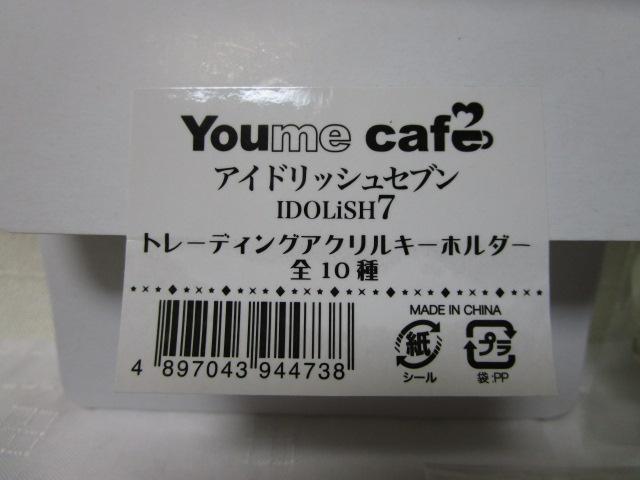 Youme cafe
アイドリッシュセブン
IDOLiSH7
トレーディングアクリルキーホルダー
全10種
MADE IN CHINA
紙 プラ
シール 袋:PP
4 897043 944738